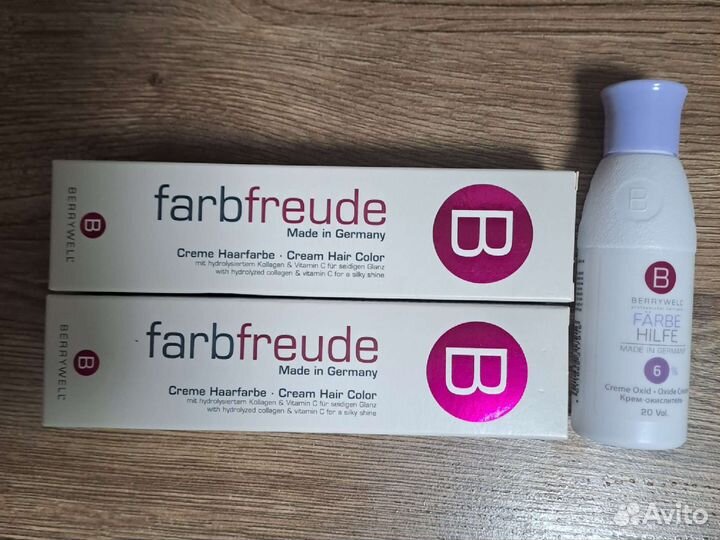 BERRYWELL®
B
farbfreude
Made in Germany
Creme Haarfarbe · Cream Hair Color
mit hydrolysiertem Kollagen & Vitamin C für seidigen Glanz
with hydrolyzed collagen & vitamin C for a silky shine
B
BERRYWELL®
B
farbfreude
Made in Germany
Creme Haarfarbe · Cream Hair Color
mit hydrolysiertem Kollagen & Vitamin C für seidigen Glanz
with hydrolyzed collagen & vitamin C for a silky shine
B
B
B
BERRYWELL®
FÄRBE
HILFE
MADE IN GERMANY
6 %
Creme Oxid · Oxide
Крем-окислитель
20 Vol.
Avito